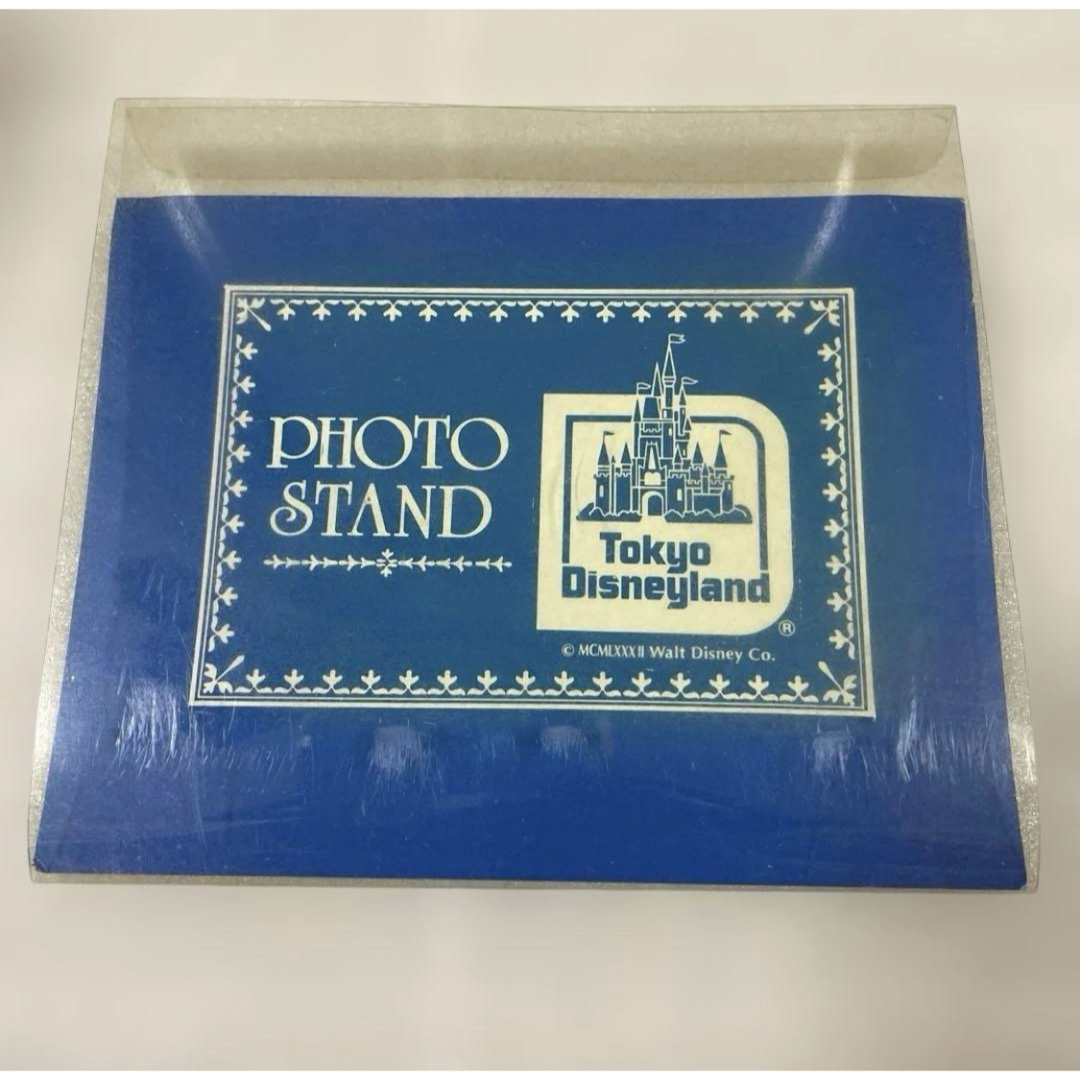 PHOTO
STAND
Tokyo
Disneyland
®
© MCMLXXXII Walt Disney Co.